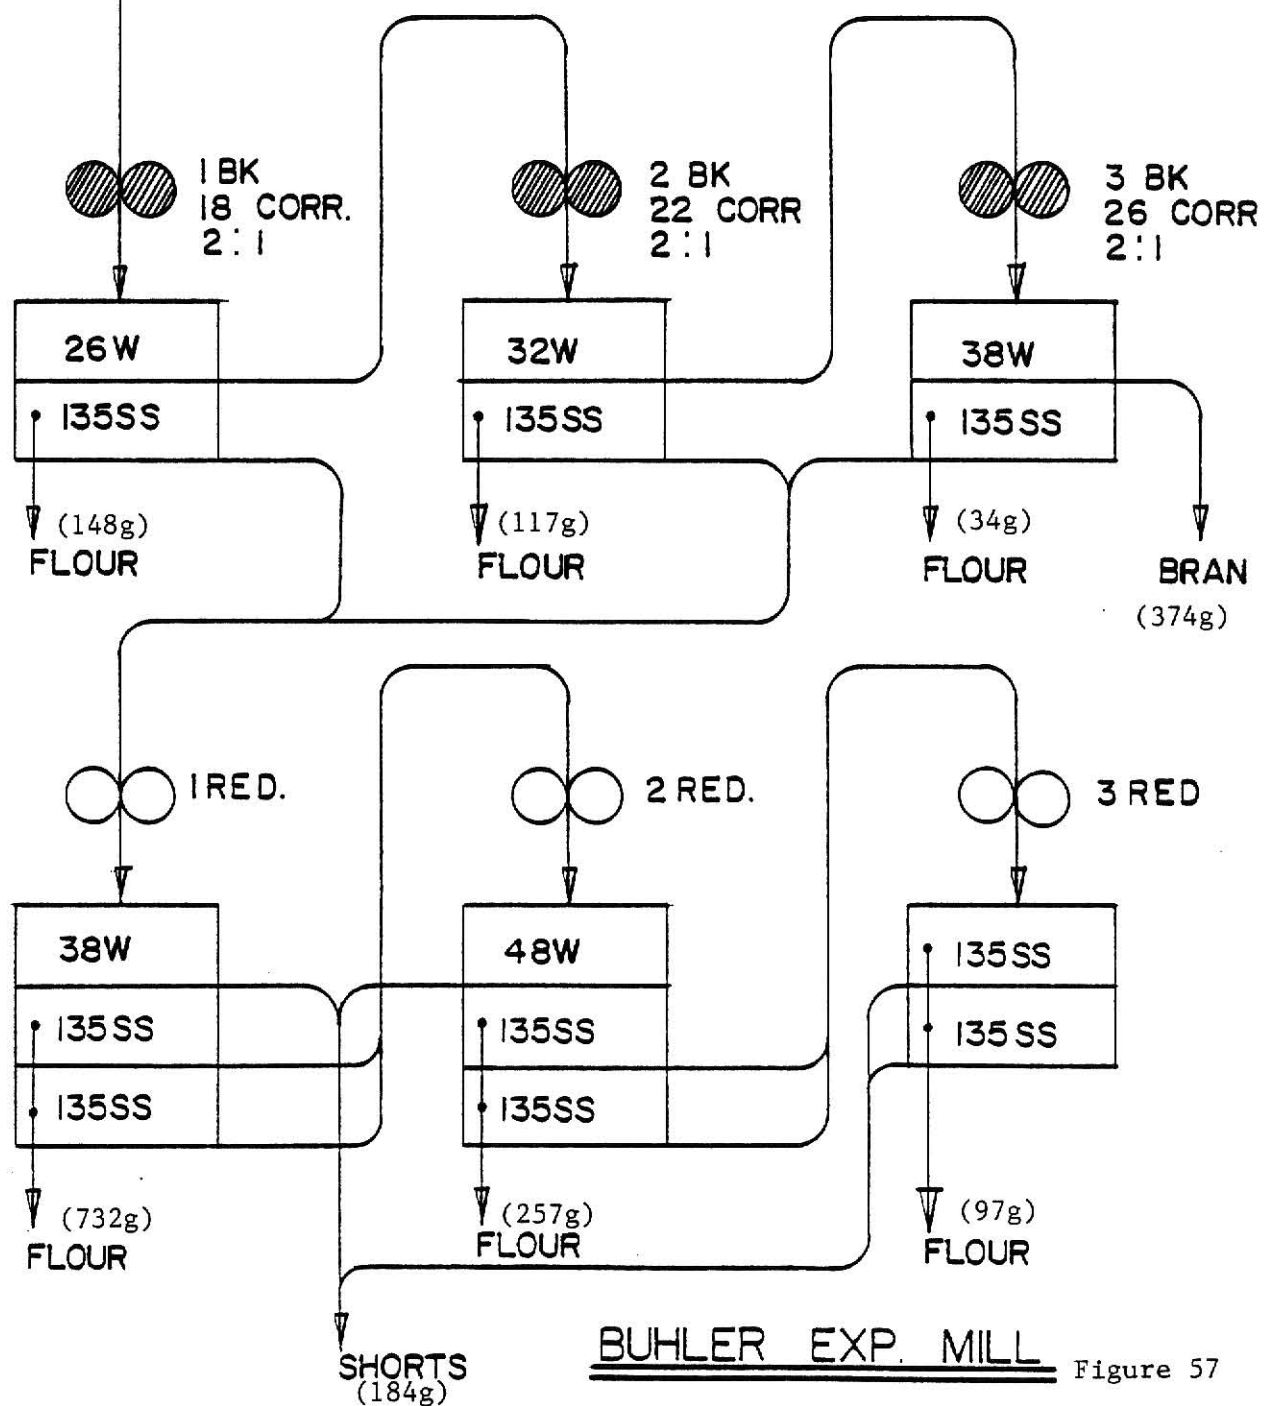 1 BK
18 CORR.
2:1
2 BK
22 CORR
2:1
3 BK
26 CORR
2:1
26W
135SS
32W
135SS
38W
135SS
(148g)
FLOUR
(117g)
FLOUR
(34g)
FLOUR
BRAN
(374g)
1 RED.
2 RED.
3 RED
38W
135SS
135SS
48W
135SS
135SS
135SS
135SS
(732g)
FLOUR
(257g)
FLOUR
(97g)
FLOUR
SHORTS
(184g)
BUHLER EXP. MILL
Figure 57